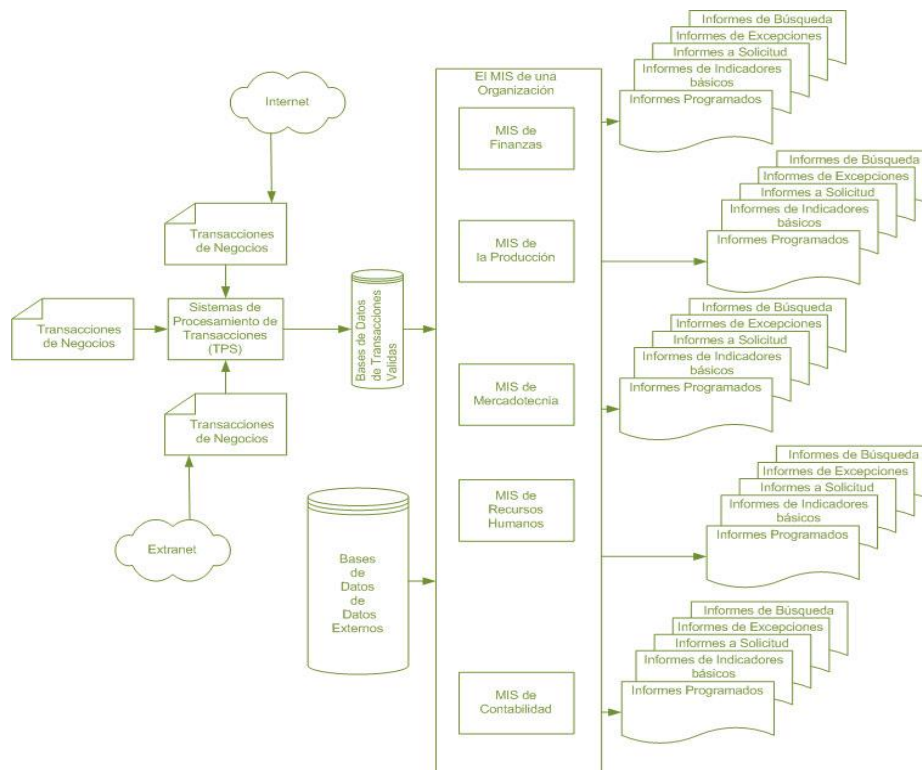 Internet
Transacciones
de Negocios
Transacciones
de Negocios
Sistemas de
Procesamiento de
Transacciones
(TPS)
Transacciones
de Negocios
Extranet
Bases de Datos
de Transacciones
Validas
Bases
de
Datos
de
Datos
Externos
El MIS de una
Organización
MIS de
Finanzas
MIS de
la Producción
MIS de
Mercadotecnia
MIS de
Recursos
Humanos
MIS de
Contabilidad
Informes de Búsqueda
Informes de Excepciones
Informes a Solicitud
Informes de Indicadores
básicos
Informes Programados
Informes de Búsqueda
Informes de Excepciones
Informes a Solicitud
Informes de Indicadores
básicos
Informes Programados
Informes de Búsqueda
Informes de Excepciones
Informes a Solicitud
Informes de Indicadores
básicos
Informes Programados
Informes de Búsqueda
Informes de Excepciones
Informes a Solicitud
Informes de Indicadores
básicos
Informes Programados
Informes de Búsqueda
Informes de Excepciones
Informes a Solicitud
Informes de Indicadores
básicos
Informes Programados